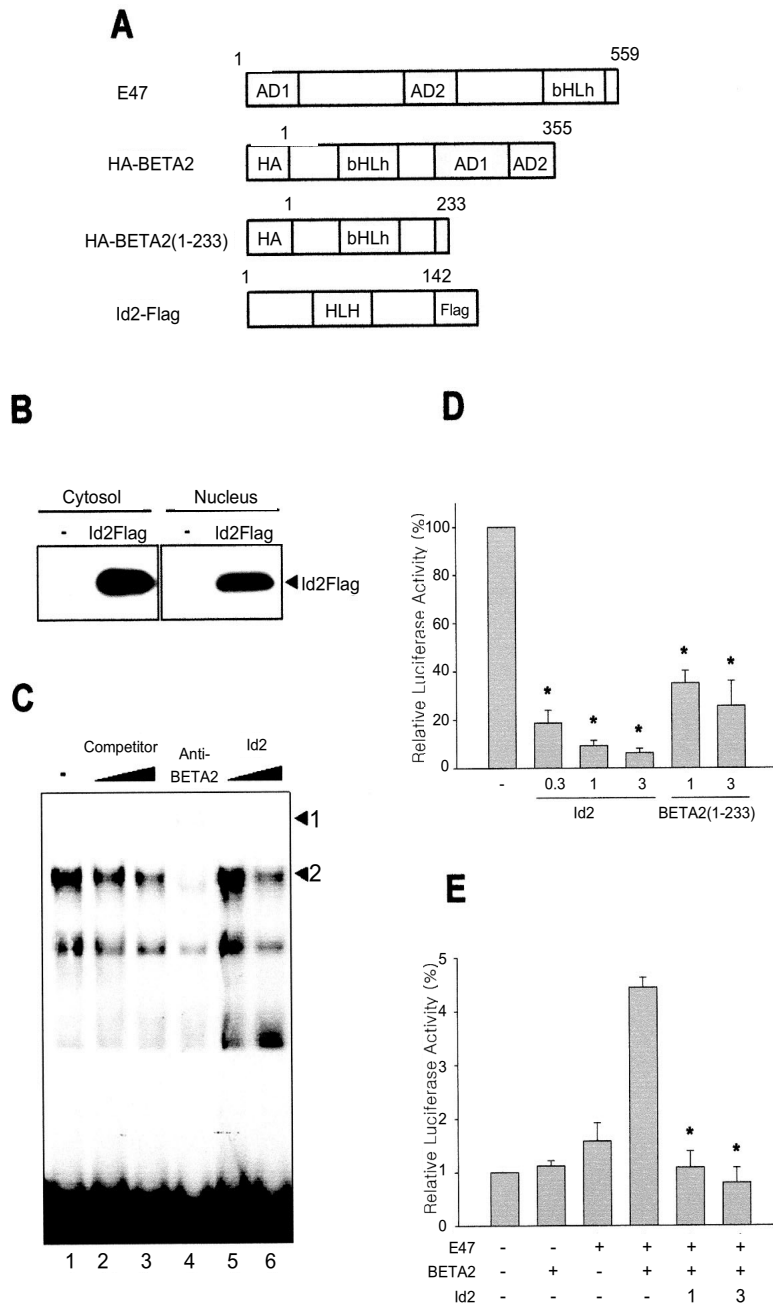 A
1 559
E47 AD1 AD2 bHLh
1 355
HA-BETA2 HA bHLh AD1 AD2
1 233
HA-BETA2(1-233) HA bHLh
1 142
Id2-Flag HLH Flag
B
Cytosol Nucleus
- Id2Flag - Id2Flag
Id2Flag
C
Competitor Anti- Id2
- BETA2
1
2
1 2 3 4 5 6
D
Relative Luciferase Activity (%)
100
80
60
40
20
0
* * * * *
- 0.3 1 3 1 3
Id2 BETA2(1-233)
E
Relative Luciferase Activity (%)
5
4
3
2
1
0
* *
E47 - - + + + +
BETA2 - + - + + +
Id2 - - - - 1 3